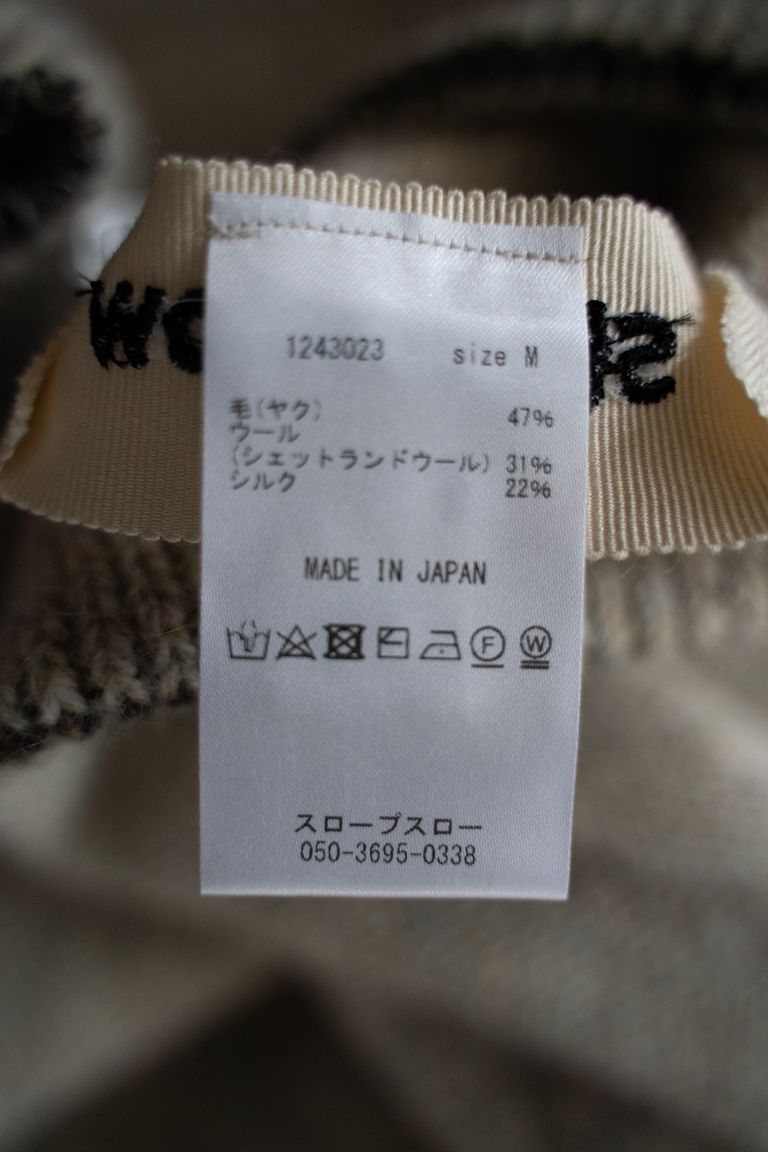 1243023 size M
毛(ヤク) 47%
ウール
(シェットランドウール) 31%
シルク 22%
MADE IN JAPAN
F W
スロープスロー
050-3695-0338